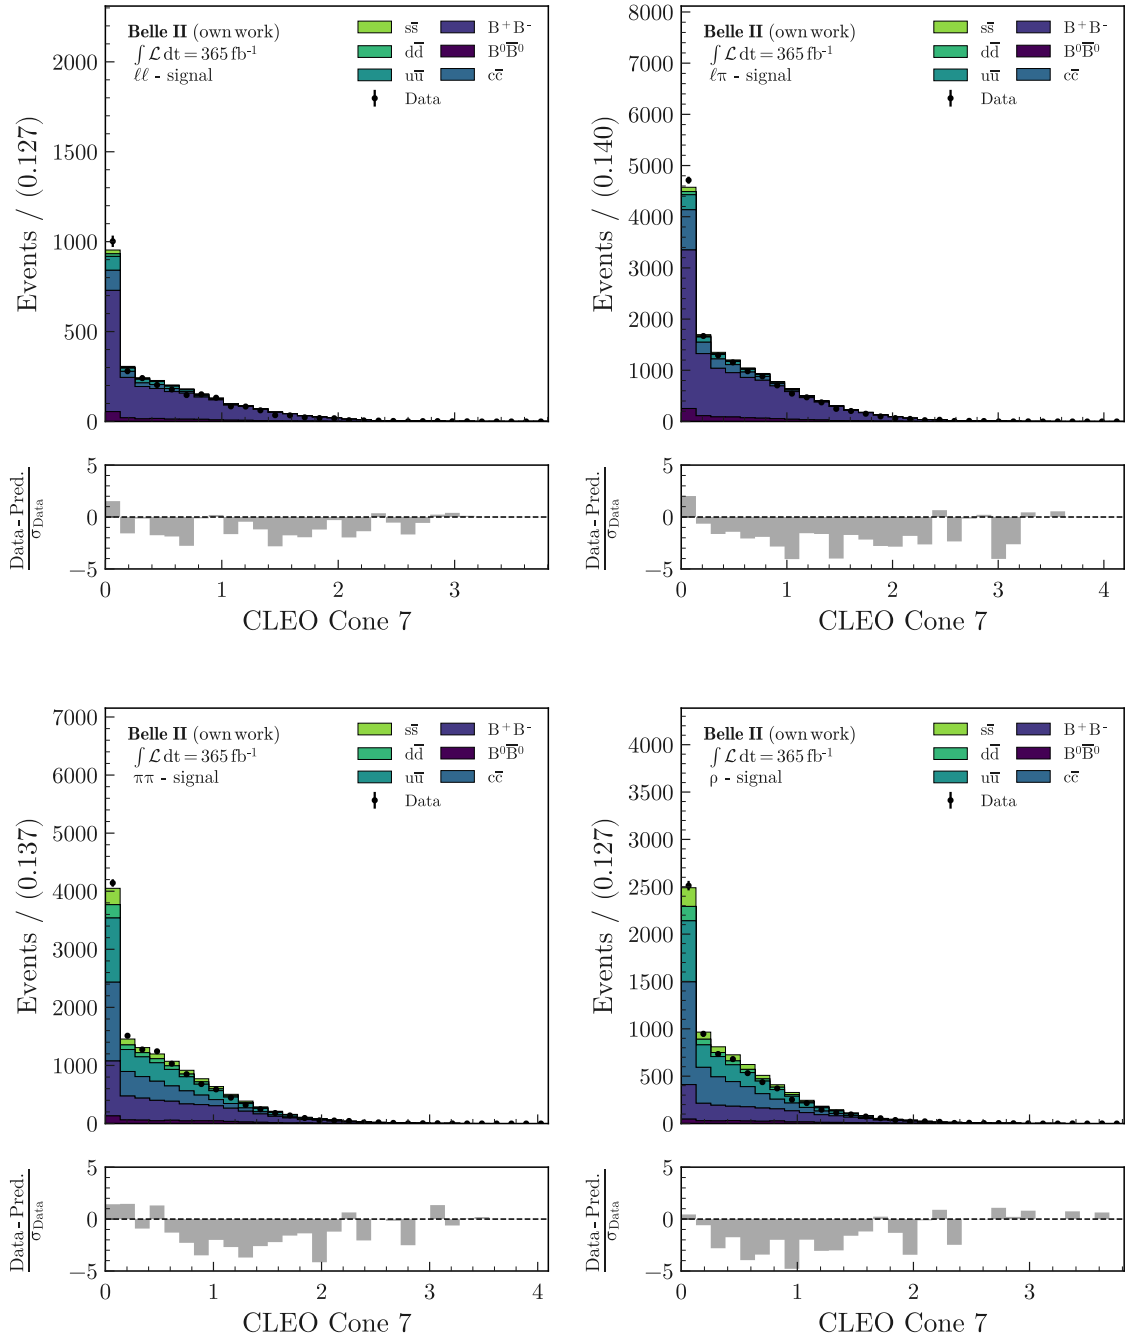 Belle II (own work)
∫ℒdt = 365 fb⁻¹
ℓℓ - signal
ss̅
dd̅
uu̅
B⁺B⁻
B⁰B̅⁰
cc̅
Data
Events / (0.127)
2000
1500
1000
500
0
Data - Pred.
σData
5
0
−5
0
1
2
3
CLEO Cone 7
Belle II (own work)
∫ℒdt = 365 fb⁻¹
ℓπ - signal
ss̅
dd̅
uu̅
B⁺B⁻
B⁰B̅⁰
cc̅
Data
Events / (0.140)
8000
7000
6000
5000
4000
3000
2000
1000
0
Data - Pred.
σData
5
0
−5
0
1
2
3
4
CLEO Cone 7
Belle II (own work)
∫ℒdt = 365 fb⁻¹
ππ - signal
ss̅
dd̅
uu̅
B⁺B⁻
B⁰B̅⁰
cc̅
Data
Events / (0.137)
7000
6000
5000
4000
3000
2000
1000
0
Data - Pred.
σData
5
0
−5
0
1
2
3
4
CLEO Cone 7
Belle II (own work)
∫ℒdt = 365 fb⁻¹
ρ - signal
ss̅
dd̅
uu̅
B⁺B⁻
B⁰B̅⁰
cc̅
Data
Events / (0.127)
4000
3500
3000
2500
2000
1500
1000
500
0
Data - Pred.
σData
5
0
−5
0
1
2
3
CLEO Cone 7